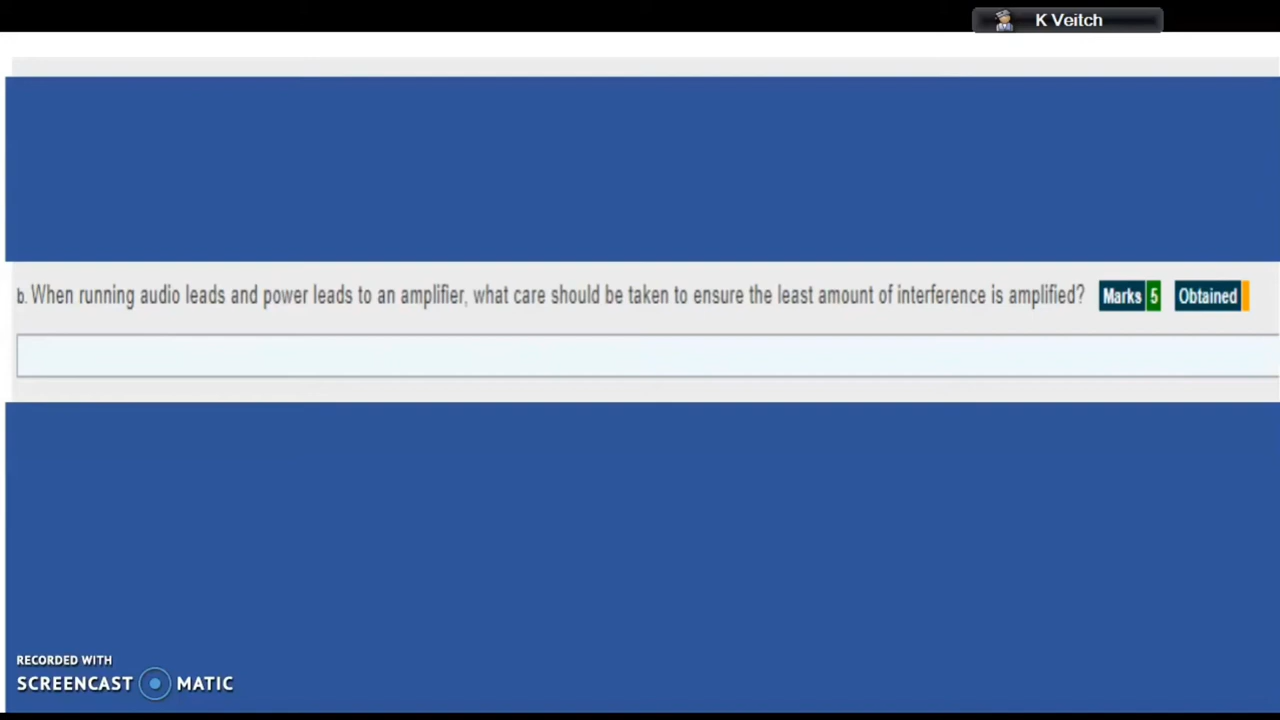 K Veitch
b. When running audio leads and power leads to an amplifier, what care should be taken to ensure the least amount of interference is amplified? Marks 5 Obtained
RECORDED WITH
SCREENCAST MATIC